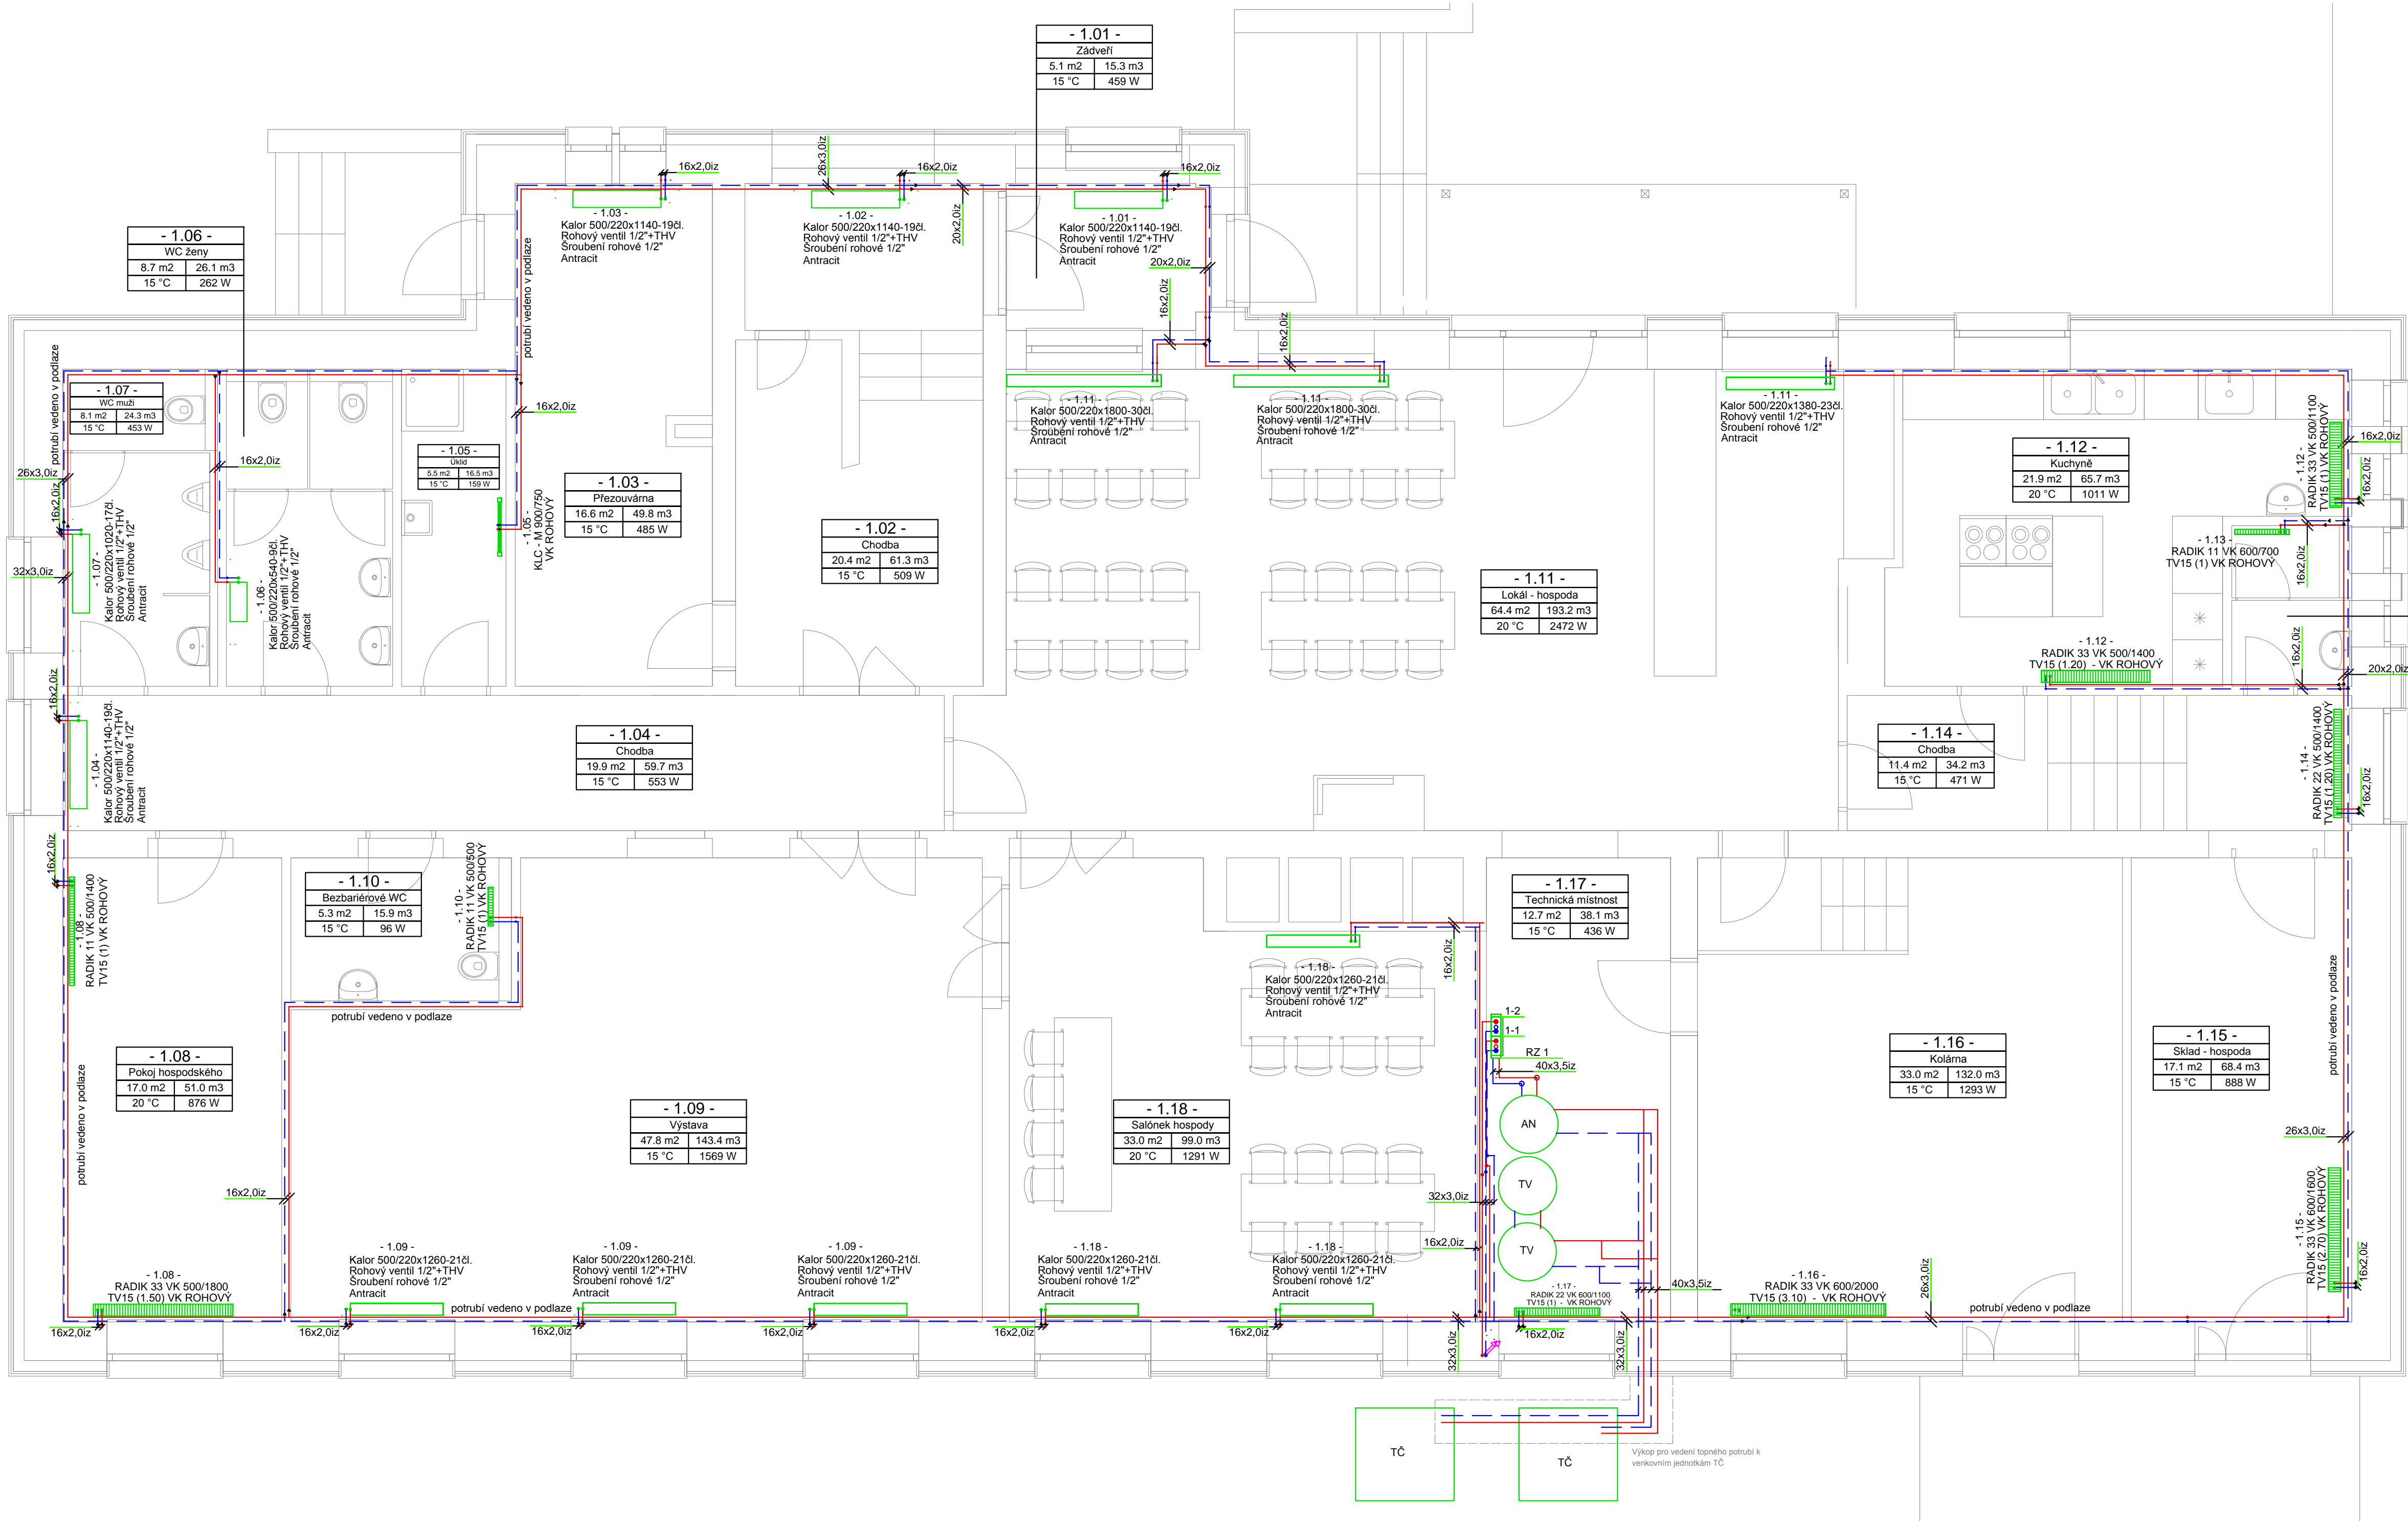 - 1.01 -
Zádveří
5.1 m2 15.3 m3
15 °C 459 W
- 1.06 -
WC ženy
8.7 m2 26.1 m3
15 °C 262 W
16x2,0iz
26x3,0iz
16x2,0iz
16x2,0iz
20x2,0iz
- 1.03 -
Kalor 500/220x1140-19čl.
Rohový ventil 1/2"+THV
Šroubení rohové 1/2"
Antracit
- 1.02 -
Kalor 500/220x1140-19čl.
Rohový ventil 1/2"+THV
Šroubení rohové 1/2"
Antracit
- 1.01 -
Kalor 500/220x1140-19čl.
Rohový ventil 1/2"+THV
Šroubení rohové 1/2"
Antracit
20x2,0iz
16x2,0iz
16x2,0iz
potrubí vedeno v podlaze
potrubí vedeno v podlaze
- 1.07 -
WC muži
8.1 m2 24.3 m3
15 °C 453 W
16x2,0iz
16x2,0iz
- 1.05 -
Úklid
5.5 m2 16.5 m3
15 °C 159 W
- 1.03 -
Přezouvárna
16.6 m2 49.8 m3
15 °C 485 W
- 1.02 -
Chodba
20.4 m2 61.3 m3
15 °C 509 W
- 1.05 -
KLC - M 900/750
VK ROHOVÝ
26x3,0iz
16x2,0iz
32x3,0iz
- 1.07 -
Kalor 500/220x1020-17čl.
Rohový ventil 1/2"+THV
Šroubení rohové 1/2"
Antracit
- 1.06 -
Kalor 500/220x540-9čl.
Rohový ventil 1/2"+THV
Šroubení rohové 1/2"
Antracit
- 1.11 -
Kalor 500/220x1800-30čl.
Rohový ventil 1/2"+THV
Šroubení rohové 1/2"
Antracit
- 1.11 -
Kalor 500/220x1800-30čl.
Rohový ventil 1/2"+THV
Šroubení rohové 1/2"
Antracit
- 1.11 -
Kalor 500/220x1380-23čl.
Rohový ventil 1/2"+THV
Šroubení rohové 1/2"
Antracit
- 1.11 -
Lokál - hospoda
64.4 m2 193.2 m3
20 °C 2472 W
- 1.12 -
Kuchyně
21.9 m2 65.7 m3
20 °C 1011 W
- 1.12 -
RADIK 33 VK 500/1100
TV15 (1) VK ROHOVÝ
16x2,0iz
16x2,0iz
- 1.13 -
RADIK 11 VK 600/700
TV15 (1) VK ROHOVÝ
16x2,0iz
- 1.12 -
RADIK 33 VK 500/1400
TV15 (1.20) - VK ROHOVÝ
16x2,0iz
20x2,0iz
16x2,0iz
- 1.04 -
Kalor 500/220x1140-19čl.
Rohový ventil 1/2"+THV
Šroubení rohové 1/2"
Antracit
- 1.04 -
Chodba
19.9 m2 59.7 m3
15 °C 553 W
- 1.14 -
Chodba
11.4 m2 34.2 m3
15 °C 471 W
- 1.14 -
RADIK 22 VK 500/1400
TV15 (1.20) VK ROHOVÝ
16x2,0iz
16x2,0iz
- 1.08 -
RADIK 11 VK 500/1400
TV15 (1) VK ROHOVÝ
- 1.10 -
Bezbariérové WC
5.3 m2 15.9 m3
15 °C 96 W
- 1.10 -
RADIK 11 VK 500/500
TV15 (1) VK ROHOVÝ
potrubí vedeno v podlaze
- 1.17 -
Technická místnost
12.7 m2 38.1 m3
15 °C 436 W
16x2,0iz
- 1.18 -
Kalor 500/220x1260-21čl.
Rohový ventil 1/2"+THV
Šroubení rohové 1/2"
Antracit
1-2
1-1
RZ 1
40x3,5iz
potrubí vedeno v podlaze
- 1.08 -
Pokoj hospodského
17.0 m2 51.0 m3
20 °C 876 W
potrubí vedeno v podlaze
- 1.09 -
Výstava
47.8 m2 143.4 m3
15 °C 1569 W
- 1.18 -
Salónek hospody
33.0 m2 99.0 m3
20 °C 1291 W
- 1.16 -
Kolárna
33.0 m2 132.0 m3
15 °C 1293 W
- 1.15 -
Sklad - hospoda
17.1 m2 68.4 m3
15 °C 888 W
AN
TV
TV
16x2,0iz
32x3,0iz
16x2,0iz
26x3,0iz
- 1.15 -
RADIK 33 VK 600/1600
TV15 (2.70) VK ROHOVÝ
16x2,0iz
- 1.08 -
RADIK 33 VK 500/1800
TV15 (1.50) VK ROHOVÝ
- 1.09 -
Kalor 500/220x1260-21čl.
Rohový ventil 1/2"+THV
Šroubení rohové 1/2"
Antracit
potrubí vedeno v podlaze
- 1.09 -
Kalor 500/220x1260-21čl.
Rohový ventil 1/2"+THV
Šroubení rohové 1/2"
Antracit
- 1.09 -
Kalor 500/220x1260-21čl.
Rohový ventil 1/2"+THV
Šroubení rohové 1/2"
Antracit
- 1.18 -
Kalor 500/220x1260-21čl.
Rohový ventil 1/2"+THV
Šroubení rohové 1/2"
Antracit
- 1.18 -
Kalor 500/220x1260-21čl.
Rohový ventil 1/2"+THV
Šroubení rohové 1/2"
Antracit
- 1.17 -
RADIK 22 VK 600/1100
TV15 (1) - VK ROHOVÝ
40x3,5iz
- 1.16 -
RADIK 33 VK 600/2000
TV15 (3.10) - VK ROHOVÝ
26x3,0iz
potrubí vedeno v podlaze
16x2,0iz
16x2,0iz
16x2,0iz
16x2,0iz
16x2,0iz
16x2,0iz
32x3,0iz
16x2,0iz
32x3,0iz
TČ
TČ
Výkop pro vedení topného potrubí k
venkovním jednotkám TČ